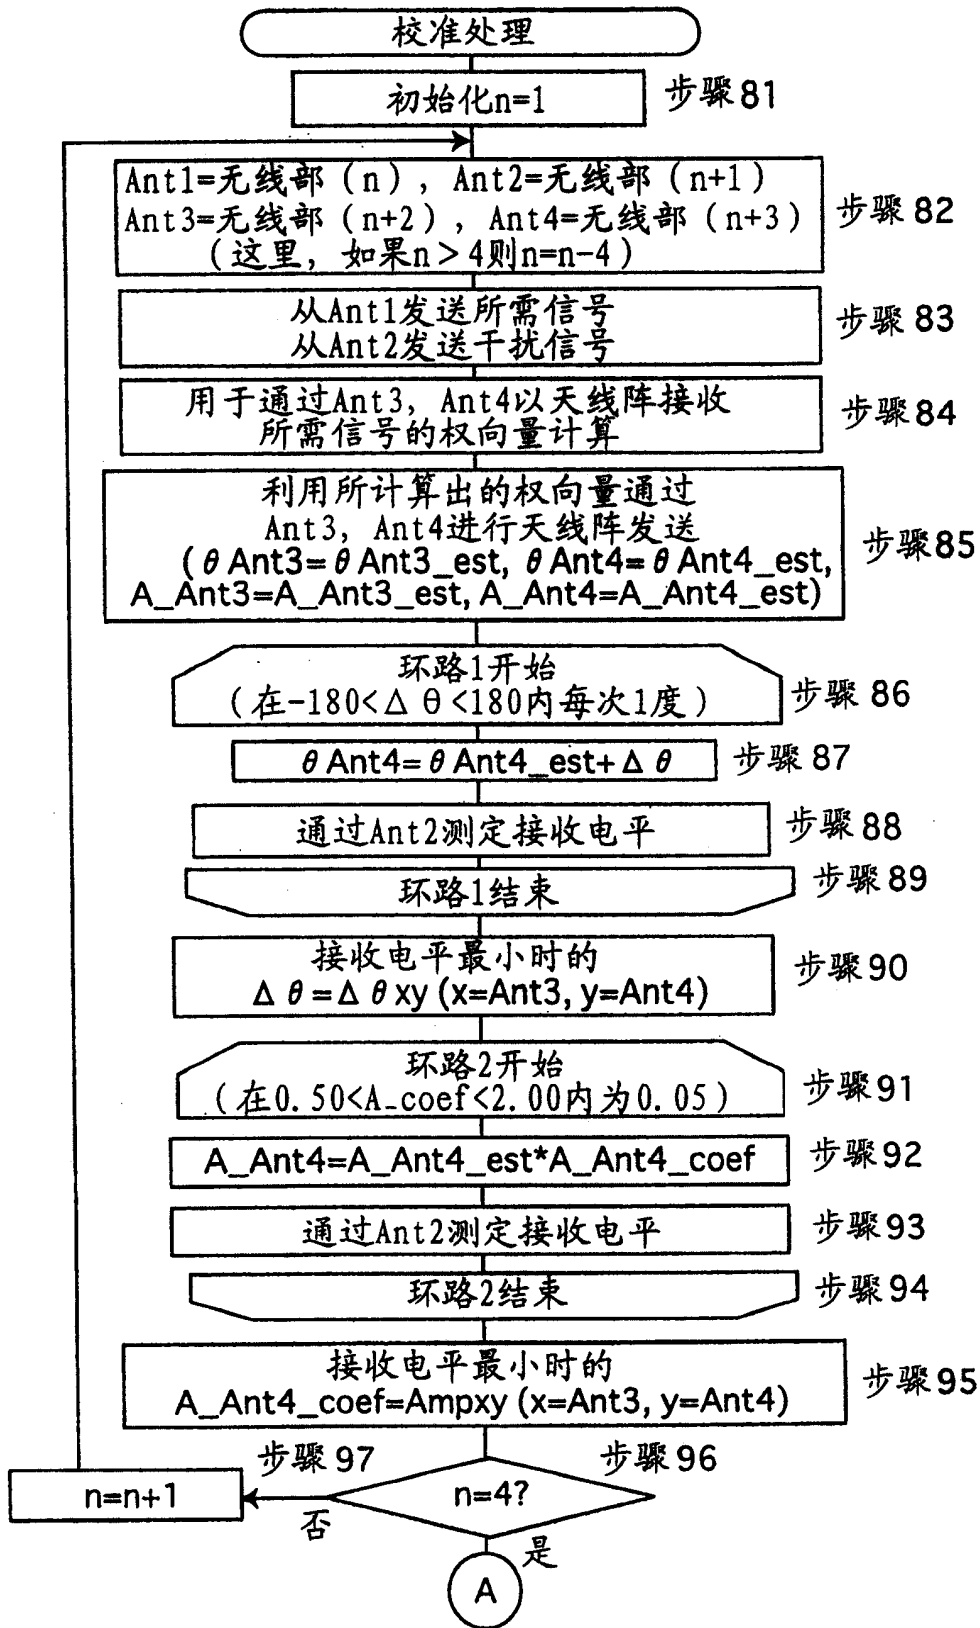 校准处理
初始化n=1
步骤81
Ant1=无线部（n），Ant2=无线部（n+1）
Ant3=无线部（n+2），Ant4=无线部（n+3）
（这里，如果n>4则n=n-4）
步骤82
从Ant1发送所需信号
从Ant2发送干扰信号
步骤83
用于通过Ant3，Ant4以天线阵接收
所需信号的权向量计算
步骤84
利用所计算出的权向量通过
Ant3，Ant4进行天线阵发送
(θAnt3=θAnt3_est, θAnt4=θAnt4_est,
A_Ant3=A_Ant3_est, A_Ant4=A_Ant4_est)
步骤85
环路1开始
（在-180<Δθ<180内每次1度）
步骤86
θAnt4=θAnt4_est+Δθ
步骤87
通过Ant2测定接收电平
步骤88
环路1结束
步骤89
接收电平最小时的
Δθ=Δθxy (x=Ant3, y=Ant4)
步骤90
环路2开始
（在0.50<A_coef<2.00内为0.05）
步骤91
A_Ant4=A_Ant4_est*A_Ant4_coef
步骤92
通过Ant2测定接收电平
步骤93
环路2结束
步骤94
接收电平最小时的
A_Ant4_coef=Ampxy (x=Ant3, y=Ant4)
步骤95
步骤97
步骤96
n=n+1
n=4?
否
是
A